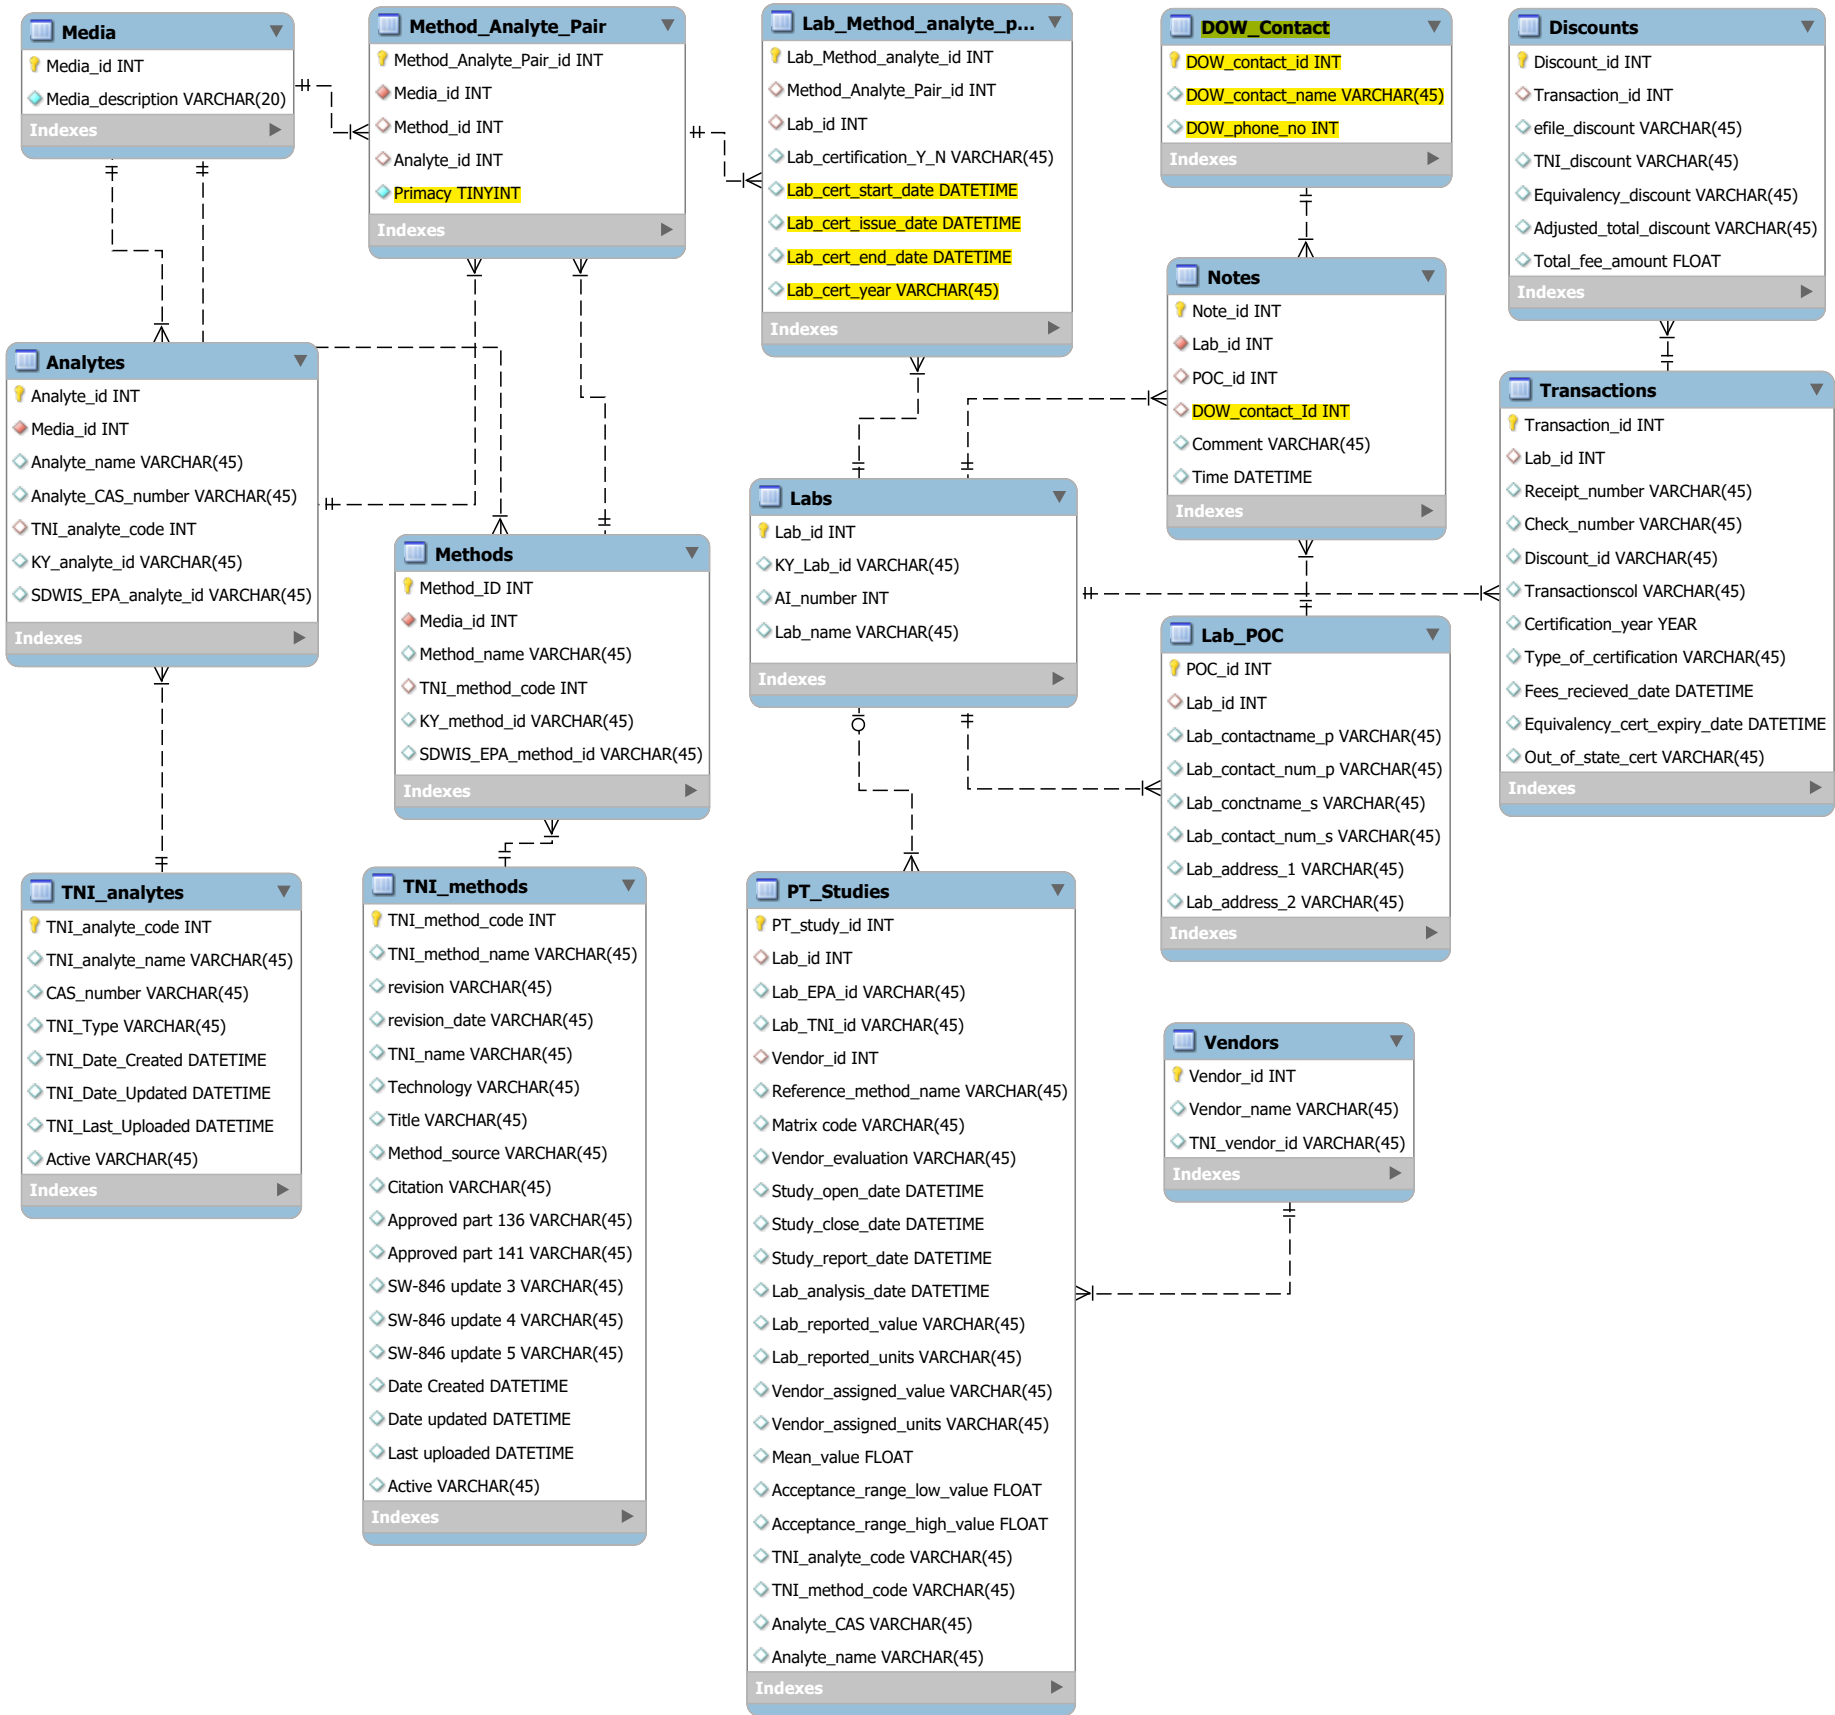 Media
Media_id INT
Media_description VARCHAR(20)
Indexes
Method_Analyte_Pair
Method_Analyte_Pair_id INT
Media_id INT
Method_id INT
Analyte_id INT
Primacy TINYINT
Indexes
Lab_Method_analyte_p...
Lab_Method_analyte_id INT
Method_Analyte_Pair_id INT
Lab_id INT
Lab_certification_Y_N VARCHAR(45)
Lab_cert_start_date DATETIME
Lab_cert_issue_date DATETIME
Lab_cert_end_date DATETIME
Lab_cert_year VARCHAR(45)
Indexes
DOW_Contact
DOW_contact_id INT
DOW_contact_name VARCHAR(45)
DOW_phone_no INT
Indexes
Discounts
Discount_id INT
Transaction_id INT
efile_discount VARCHAR(45)
TNI_discount VARCHAR(45)
Equivalency_discount VARCHAR(45)
Adjusted_total_discount VARCHAR(45)
Total_fee_amount FLOAT
Indexes
Notes
Note_id INT
Lab_id INT
POC_id INT
DOW_contact_Id INT
Comment VARCHAR(45)
Time DATETIME
Indexes
Analytes
Analyte_id INT
Media_id INT
Analyte_name VARCHAR(45)
Analyte_CAS_number VARCHAR(45)
TNI_analyte_code INT
KY_analyte_id VARCHAR(45)
SDWIS_EPA_analyte_id VARCHAR(45)
Indexes
Transactions
Transaction_id INT
Lab_id INT
Receipt_number VARCHAR(45)
Check_number VARCHAR(45)
Discount_id VARCHAR(45)
Transactionscol VARCHAR(45)
Certification_year YEAR
Type_of_certification VARCHAR(45)
Fees_recieved_date DATETIME
Equivalency_cert_expiry_date DATETIME
Out_of_state_cert VARCHAR(45)
Indexes
Labs
Lab_id INT
KY_Lab_id VARCHAR(45)
AI_number INT
Lab_name VARCHAR(45)
Indexes
Methods
Method_ID INT
Media_id INT
Method_name VARCHAR(45)
TNI_method_code INT
KY_method_id VARCHAR(45)
SDWIS_EPA_method_id VARCHAR(45)
Indexes
Lab_POC
POC_id INT
Lab_id INT
Lab_contactname_p VARCHAR(45)
Lab_contact_num_p VARCHAR(45)
Lab_conctname_s VARCHAR(45)
Lab_contact_num_s VARCHAR(45)
Lab_address_1 VARCHAR(45)
Lab_address_2 VARCHAR(45)
Indexes
TNI_analytes
TNI_analyte_code INT
TNI_analyte_name VARCHAR(45)
CAS_number VARCHAR(45)
TNI_Type VARCHAR(45)
TNI_Date_Created DATETIME
TNI_Date_Updated DATETIME
TNI_Last_Uploaded DATETIME
Active VARCHAR(45)
Indexes
TNI_methods
TNI_method_code INT
TNI_method_name VARCHAR(45)
revision VARCHAR(45)
revision_date VARCHAR(45)
TNI_name VARCHAR(45)
Technology VARCHAR(45)
Title VARCHAR(45)
Method_source VARCHAR(45)
Citation VARCHAR(45)
Approved part 136 VARCHAR(45)
Approved part 141 VARCHAR(45)
SW-846 update 3 VARCHAR(45)
SW-846 update 4 VARCHAR(45)
SW-846 update 5 VARCHAR(45)
Date Created DATETIME
Date updated DATETIME
Last uploaded DATETIME
Active VARCHAR(45)
Indexes
PT_Studies
PT_study_id INT
Lab_id INT
Lab_EPA_id VARCHAR(45)
Lab_TNI_id VARCHAR(45)
Vendor_id INT
Reference_method_name VARCHAR(45)
Matrix code VARCHAR(45)
Vendor_evaluation VARCHAR(45)
Study_open_date DATETIME
Study_close_date DATETIME
Study_report_date DATETIME
Lab_analysis_date DATETIME
Lab_reported_value VARCHAR(45)
Lab_reported_units VARCHAR(45)
Vendor_assigned_value VARCHAR(45)
Vendor_assigned_units VARCHAR(45)
Mean_value FLOAT
Acceptance_range_low_value FLOAT
Acceptance_range_high_value FLOAT
TNI_analyte_code VARCHAR(45)
TNI_method_code VARCHAR(45)
Analyte_CAS VARCHAR(45)
Analyte_name VARCHAR(45)
Indexes
Vendors
Vendor_id INT
Vendor_name VARCHAR(45)
TNI_vendor_id VARCHAR(45)
Indexes